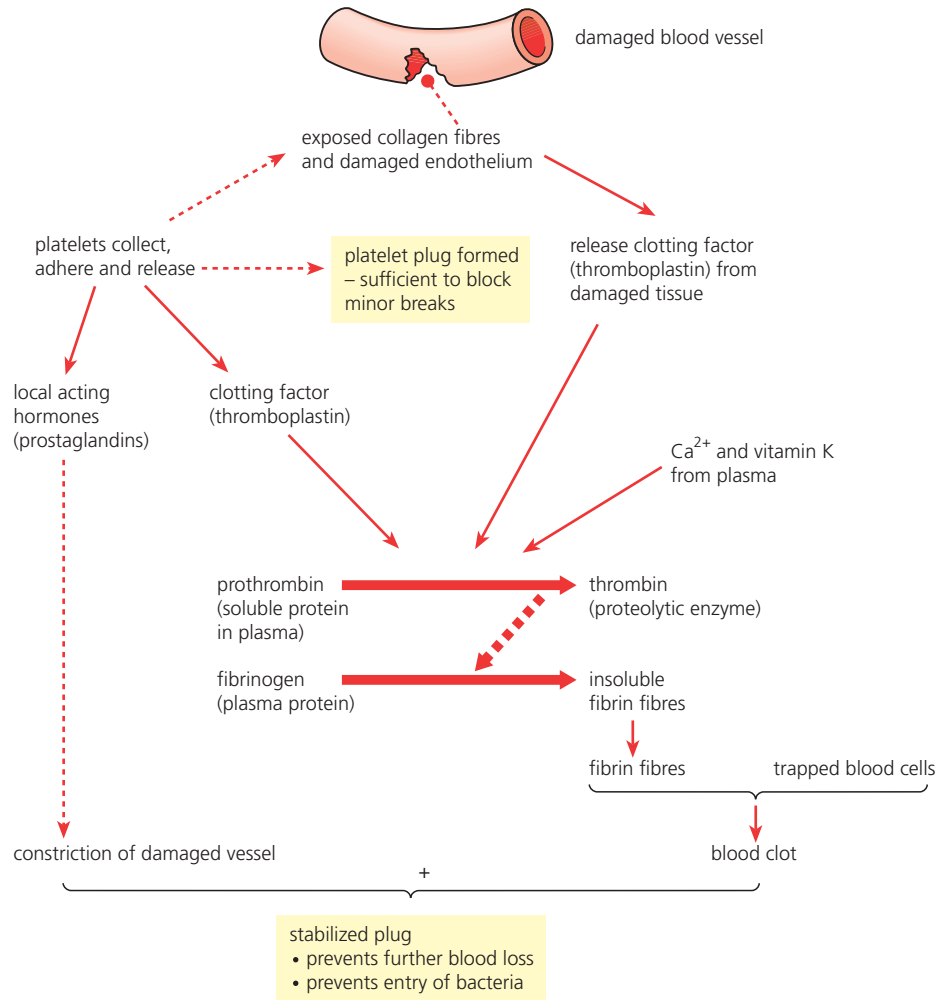 damaged blood vessel
exposed collagen fibres
and damaged endothelium
platelets collect,
adhere and release
platelet plug formed
– sufficient to block
minor breaks
release clotting factor
(thromboplastin) from
damaged tissue
local acting
hormones
(prostaglandins)
clotting factor
(thromboplastin)
Ca²⁺ and vitamin K
from plasma
prothrombin
(soluble protein
in plasma)
thrombin
(proteolytic enzyme)
fibrinogen
(plasma protein)
insoluble
fibrin fibres
fibrin fibres
trapped blood cells
constriction of damaged vessel
+
blood clot
stabilized plug
• prevents further blood loss
• prevents entry of bacteria